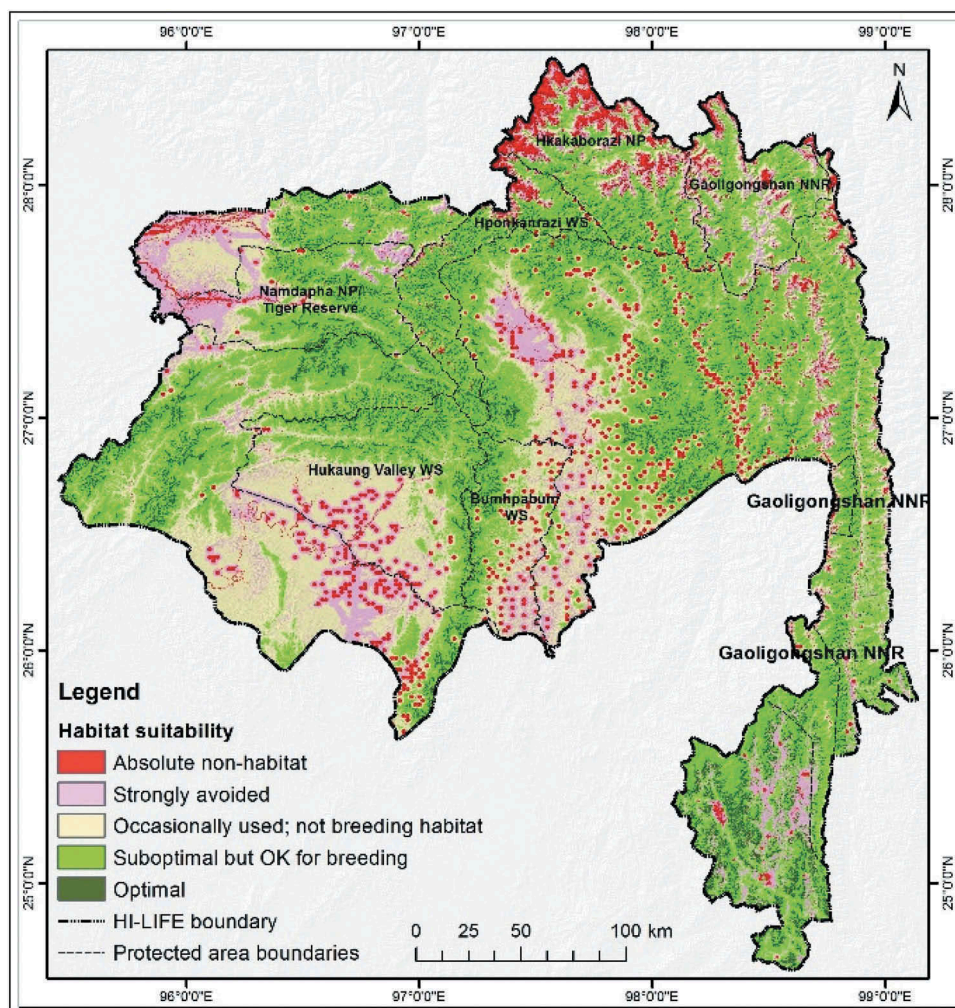 96°0'0"E 97°0'0"E 98°0'0"E 99°0'0"E
N
Hkakaborazi NP
28°0'0"N 28°0'0"N
Gaoligongshan NNR
Hponkanrazi WS
Namdapha NP/
Tiger Reserve
27°0'0"N 27°0'0"N
Hukaung Valley WS
Bumhpabum
WS
Gaoligongshan NNR
26°0'0"N 26°0'0"N
Gaoligongshan NNR
Legend
Habitat suitability
Absolute non-habitat
Strongly avoided
Occasionally used; not breeding habitat
Suboptimal but OK for breeding
Optimal
HI-LIFE boundary
Protected area boundaries
25°0'0"N 25°0'0"N
0 25 50 100 km
96°0'0"E 97°0'0"E 98°0'0"E 99°0'0"E